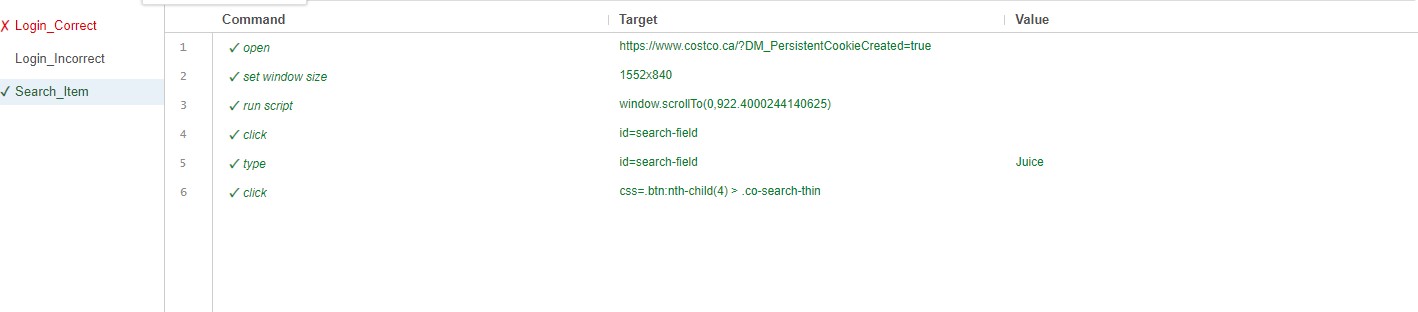 Command Target Value
✗ Login_Correct
Login_Incorrect
✓ Search_Item
1 ✓ open https://www.costco.ca/?DM_PersistentCookieCreated=true
2 ✓ set window size 1552x840
3 ✓ run script window.scrollTo(0,922.4000244140625)
4 ✓ click id=search-field
5 ✓ type id=search-field Juice
6 ✓ click css=.btn:nth-child(4) > .co-search-thin